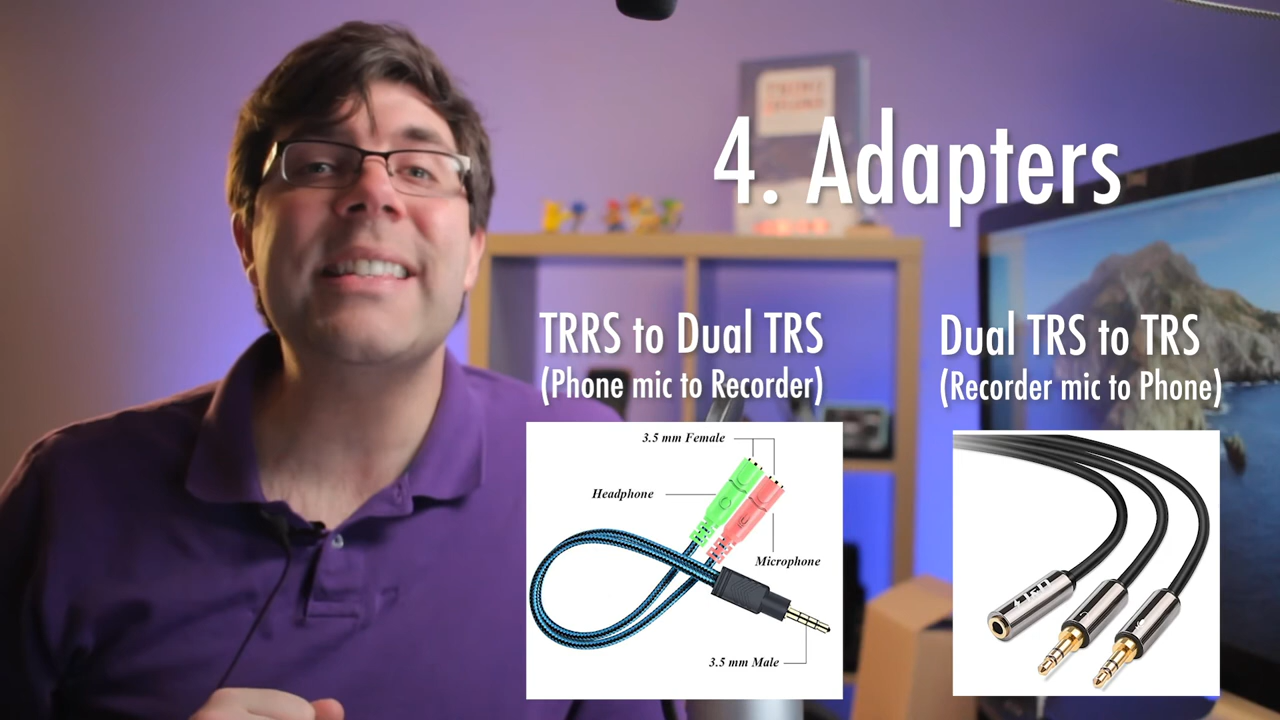 4. Adapters
TRRS to Dual TRS
(Phone mic to Recorder)
Dual TRS to TRS
(Recorder mic to Phone)
3.5 mm Female
Headphone
Microphone
3.5 mm Male